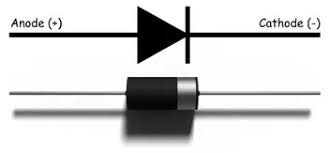 Anode (+)
Cathode (-)